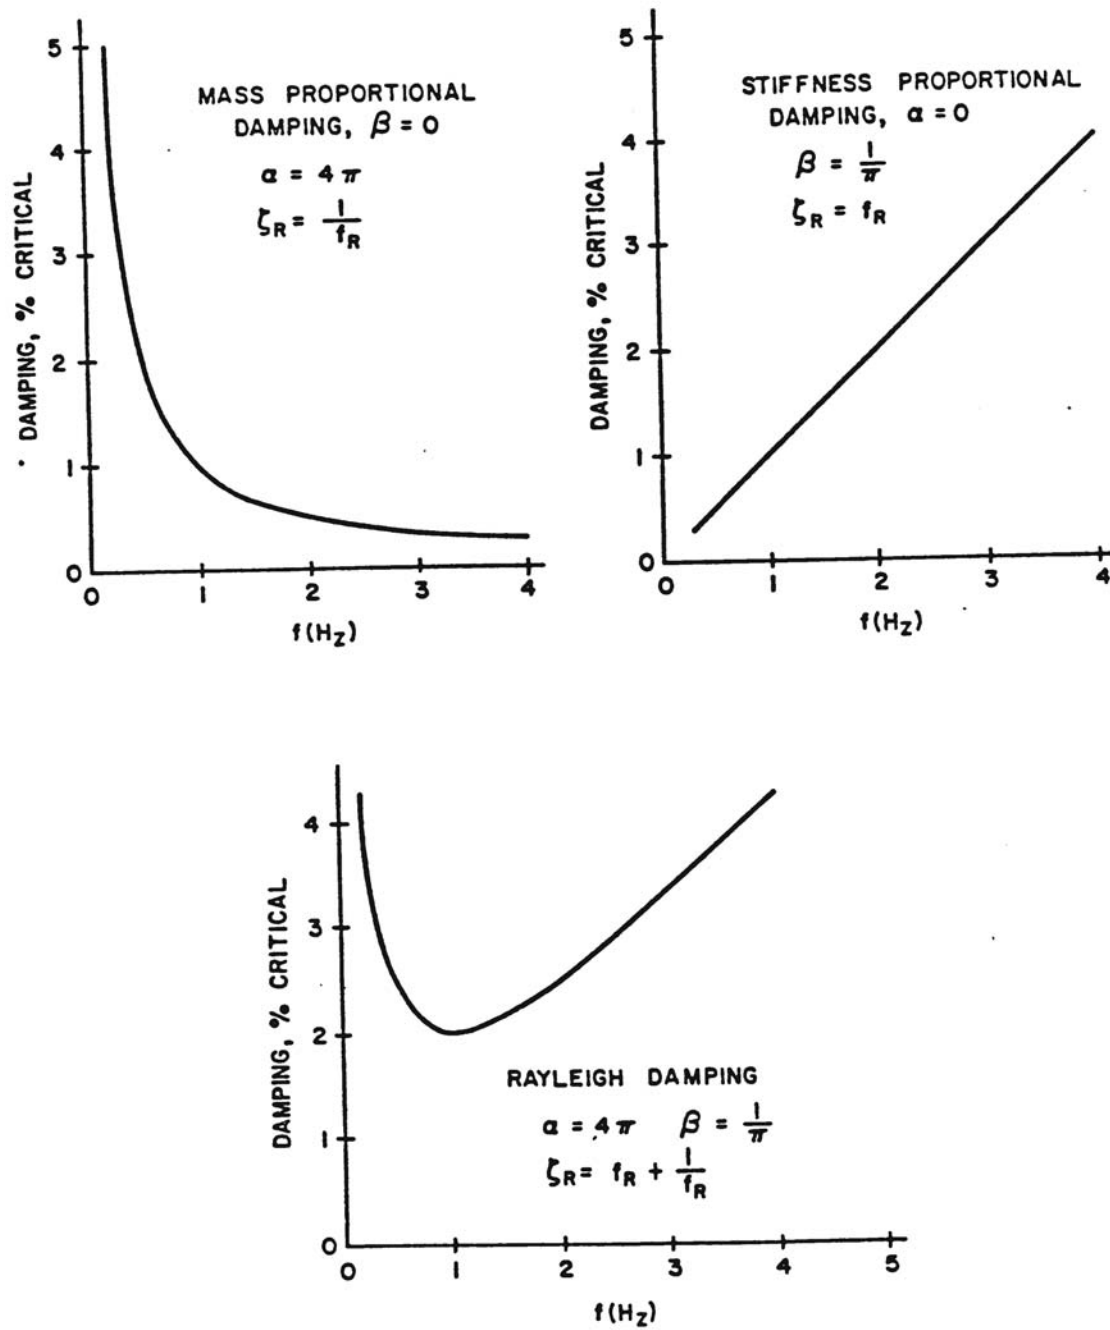 MASS PROPORTIONAL
DAMPING, β = 0
α = 4 π
ζR = 1/fR
DAMPING, % CRITICAL
5
4
3
2
1
0
0 1 2 3 4
f(Hz)
STIFFNESS PROPORTIONAL
DAMPING, α = 0
β = 1/π
ζR = fR
DAMPING, % CRITICAL
5
4
3
2
1
0
0 1 2 3 4
f(Hz)
DAMPING, % CRITICAL
4
3
2
1
0
RAYLEIGH DAMPING
α = 4 π β = 1/π
ζR = fR + 1/fR
0 1 2 3 4 5
f(Hz)